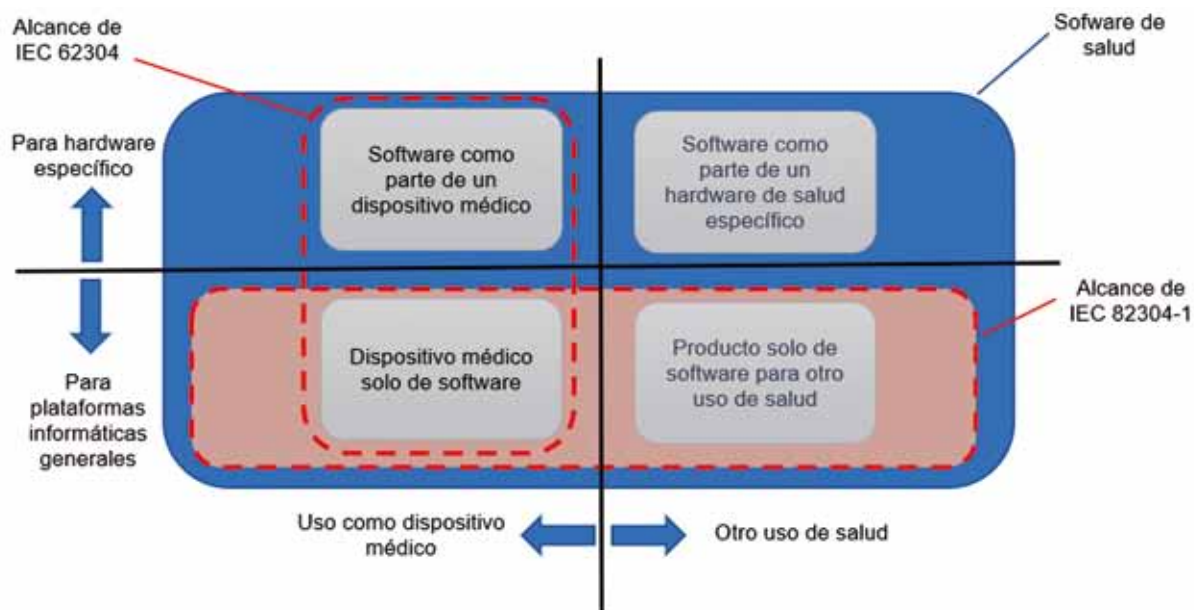 Alcance de
IEC 62304
Sofware de
salud
Para hardware
específico
Software como
parte de un
dispositivo médico
Software como
parte de un
hardware de salud
específico
Alcance de
IEC 82304-1
Para
plataformas
informáticas
generales
Dispositivo médico
solo de software
Producto solo de
software para otro
uso de salud
Uso como dispositivo
médico
Otro uso de salud